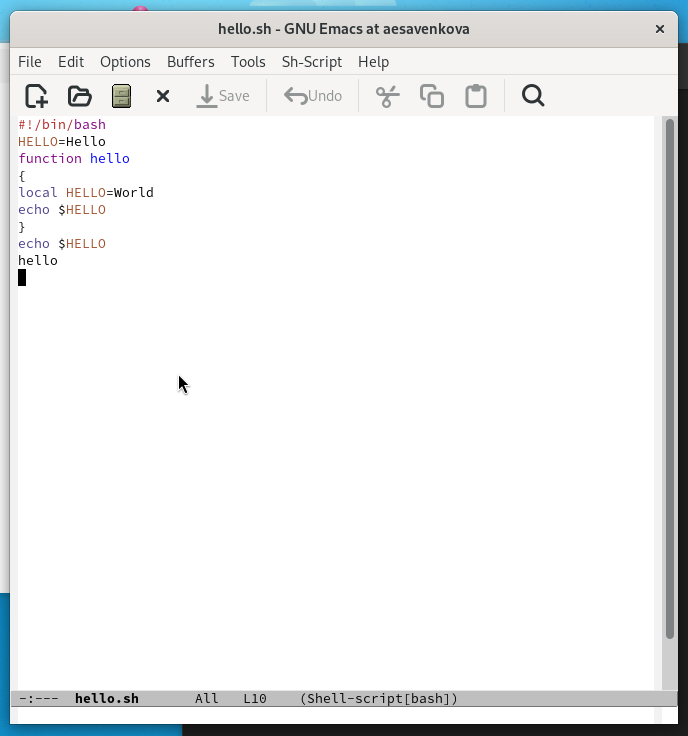 hello.sh - GNU Emacs at aesavenkova ×
File Edit Options Buffers Tools Sh-Script Help
Save Undo
#!/bin/bash
HELLO=Hello
function hello
{
local HELLO=World
echo $HELLO
}
echo $HELLO
hello
-:--- hello.sh All L10 (Shell-script[bash])